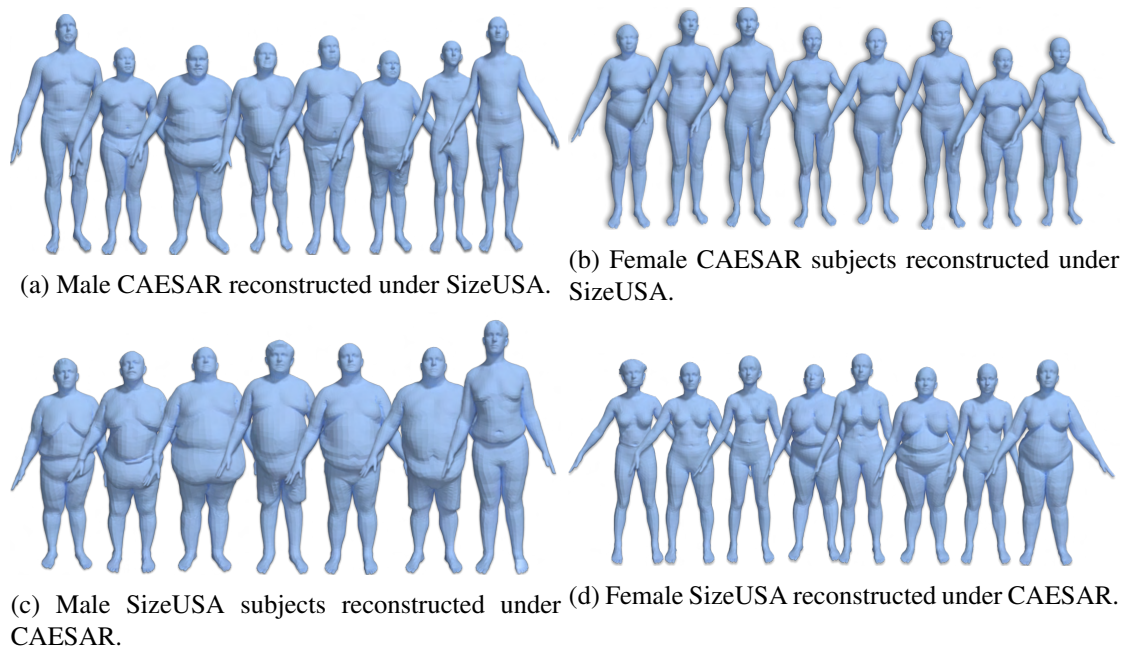 (a) Male CAESAR reconstructed under SizeUSA.
(b) Female CAESAR subjects reconstructed under
SizeUSA.
(c) Male SizeUSA subjects reconstructed under
CAESAR.
(d) Female SizeUSA reconstructed under CAESAR.